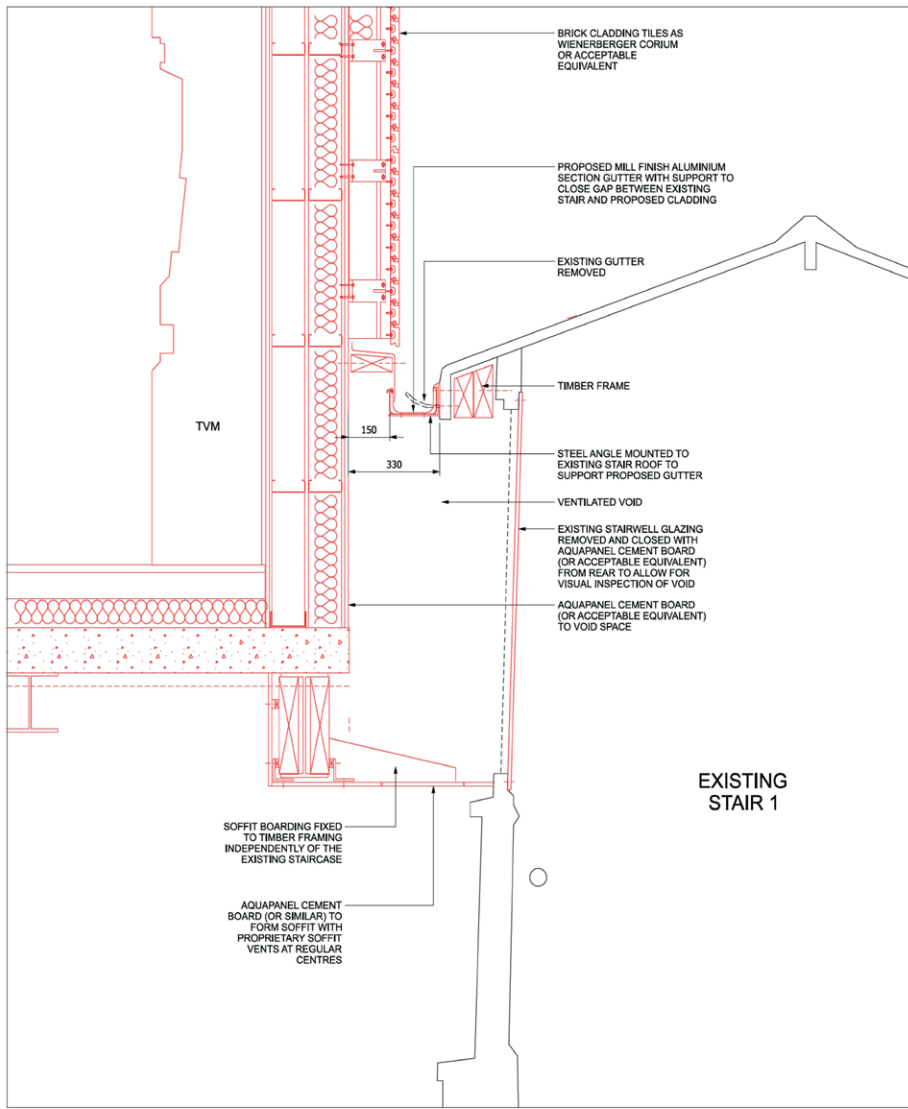 BRICK CLADDING TILES AS
WIENERBERGER CORIUM
OR ACCEPTABLE
EQUIVALENT
PROPOSED MILL FINISH ALUMINIUM
SECTION GUTTER WITH SUPPORT TO
CLOSE GAP BETWEEN EXISTING
STAIR AND PROPOSED CLADDING
EXISTING GUTTER
REMOVED
TIMBER FRAME
TVM
150
330
STEEL ANGLE MOUNTED TO
EXISTING STAIR ROOF TO
SUPPORT PROPOSED GUTTER
VENTILATED VOID
EXISTING STAIRWELL GLAZING
REMOVED AND CLOSED WITH
AQUAPANEL CEMENT BOARD
(OR ACCEPTABLE EQUIVALENT)
FROM REAR TO ALLOW FOR
VISUAL INSPECTION OF VOID
AQUAPANEL CEMENT BOARD
(OR ACCEPTABLE EQUIVALENT)
TO VOID SPACE
EXISTING
STAIR 1
SOFFIT BOARDING FIXED
TO TIMBER FRAMING
INDEPENDENTLY OF THE
EXISTING STAIRCASE
AQUAPANEL CEMENT
BOARD (OR SIMILAR) TO
FORM SOFFIT WITH
PROPRIETARY SOFFIT
VENTS AT REGULAR
CENTRES